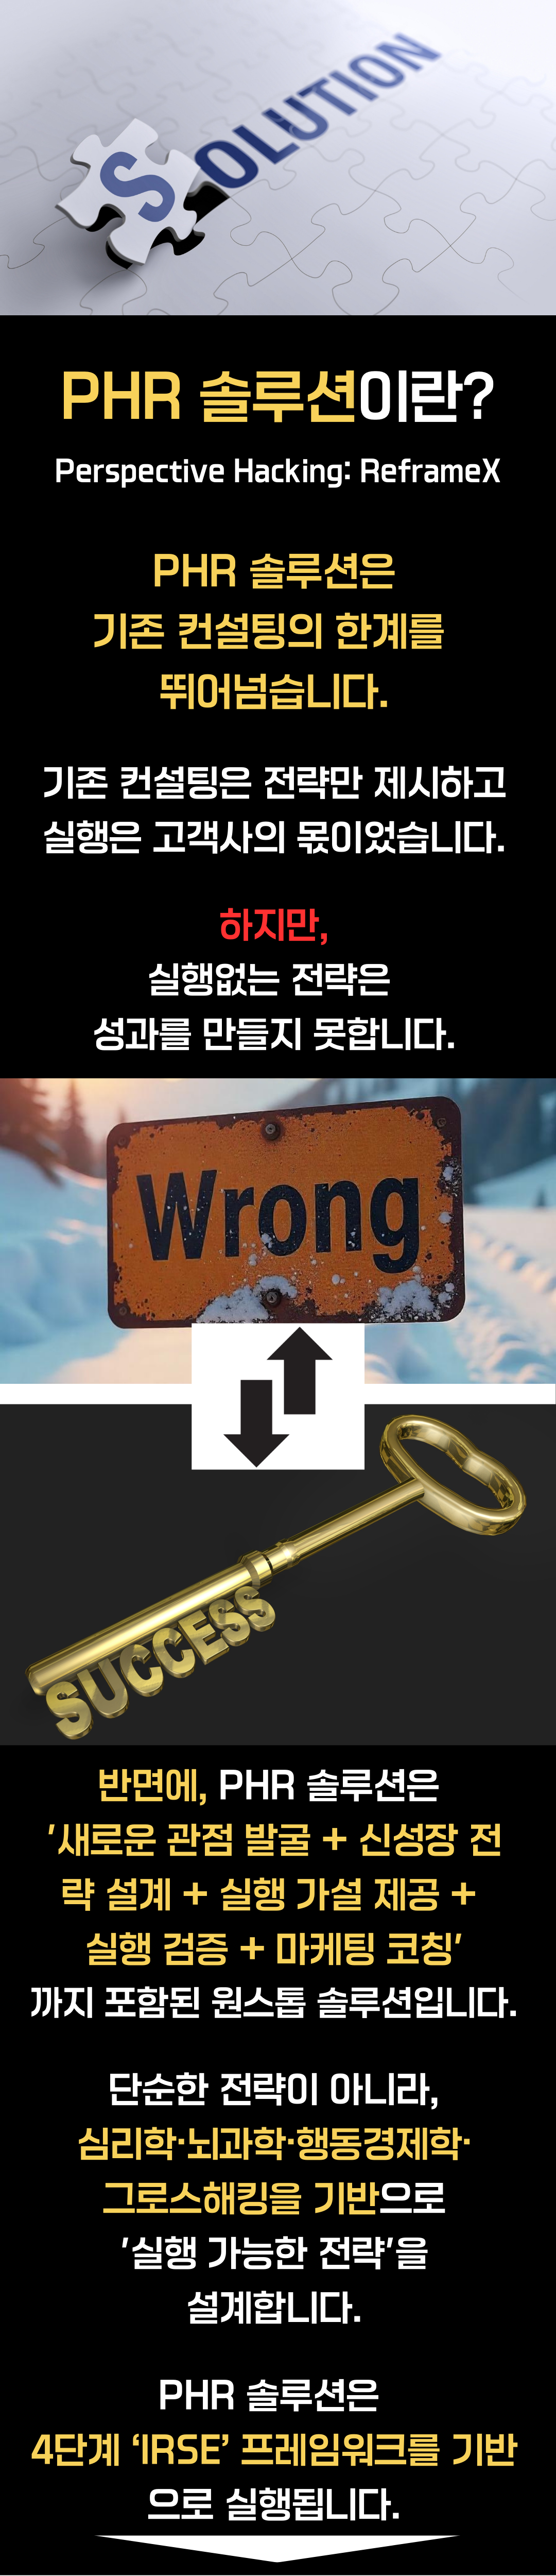 SOLUTION
PHR 솔루션이란?
Perspective Hacking: ReframeX
PHR 솔루션은
기존 컨설팅의 한계를
뛰어넘습니다.
기존 컨설팅은 전략만 제시하고
실행은 고객사의 몫이었습니다.
하지만,
실행없는 전략은
성과를 만들지 못합니다.
Wrong
SUCCESS
반면에, PHR 솔루션은
'새로운 관점 발굴 + 신성장 전
략 설계 + 실행 가설 제공 +
실행 검증 + 마케팅 코칭'
까지 포함된 원스톱 솔루션입니다.
단순한 전략이 아니라,
심리학·뇌과학·행동경제학·
그로스해킹을 기반으로
'실행 가능한 전략'을
설계합니다.
PHR 솔루션은
4단계 ‘IRSE’ 프레임워크를 기반
으로 실행됩니다.